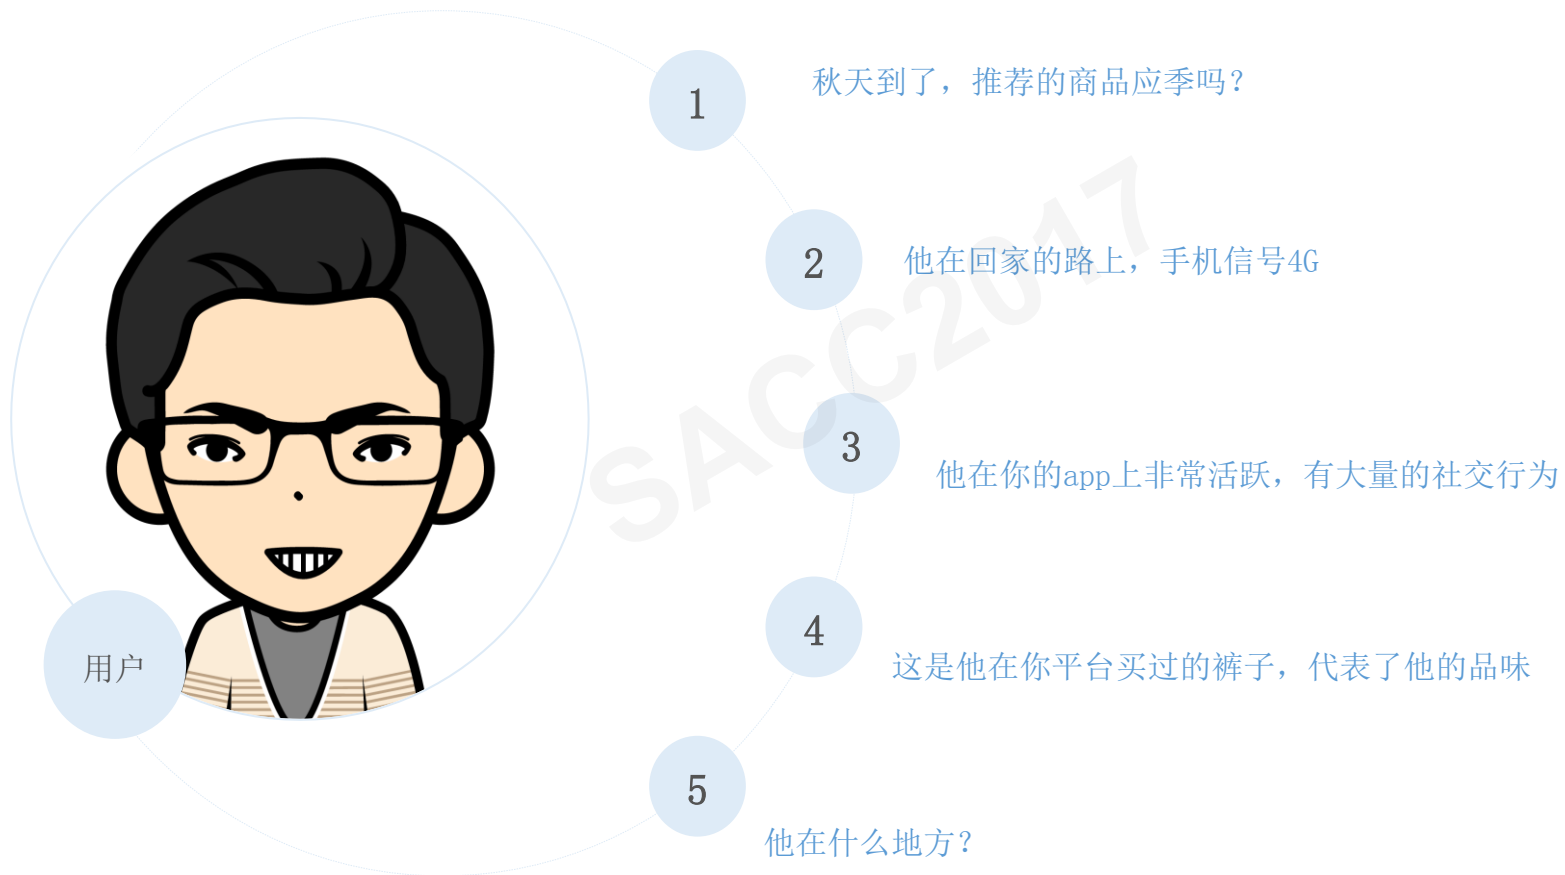 1
秋天到了，推荐的商品应季吗？
2
他在回家的路上，手机信号4G
3
他在你的app上非常活跃，有大量的社交行为
4
这是他在你平台买过的裤子，代表了他的品味
用户
5
他在什么地方？
SACC2017